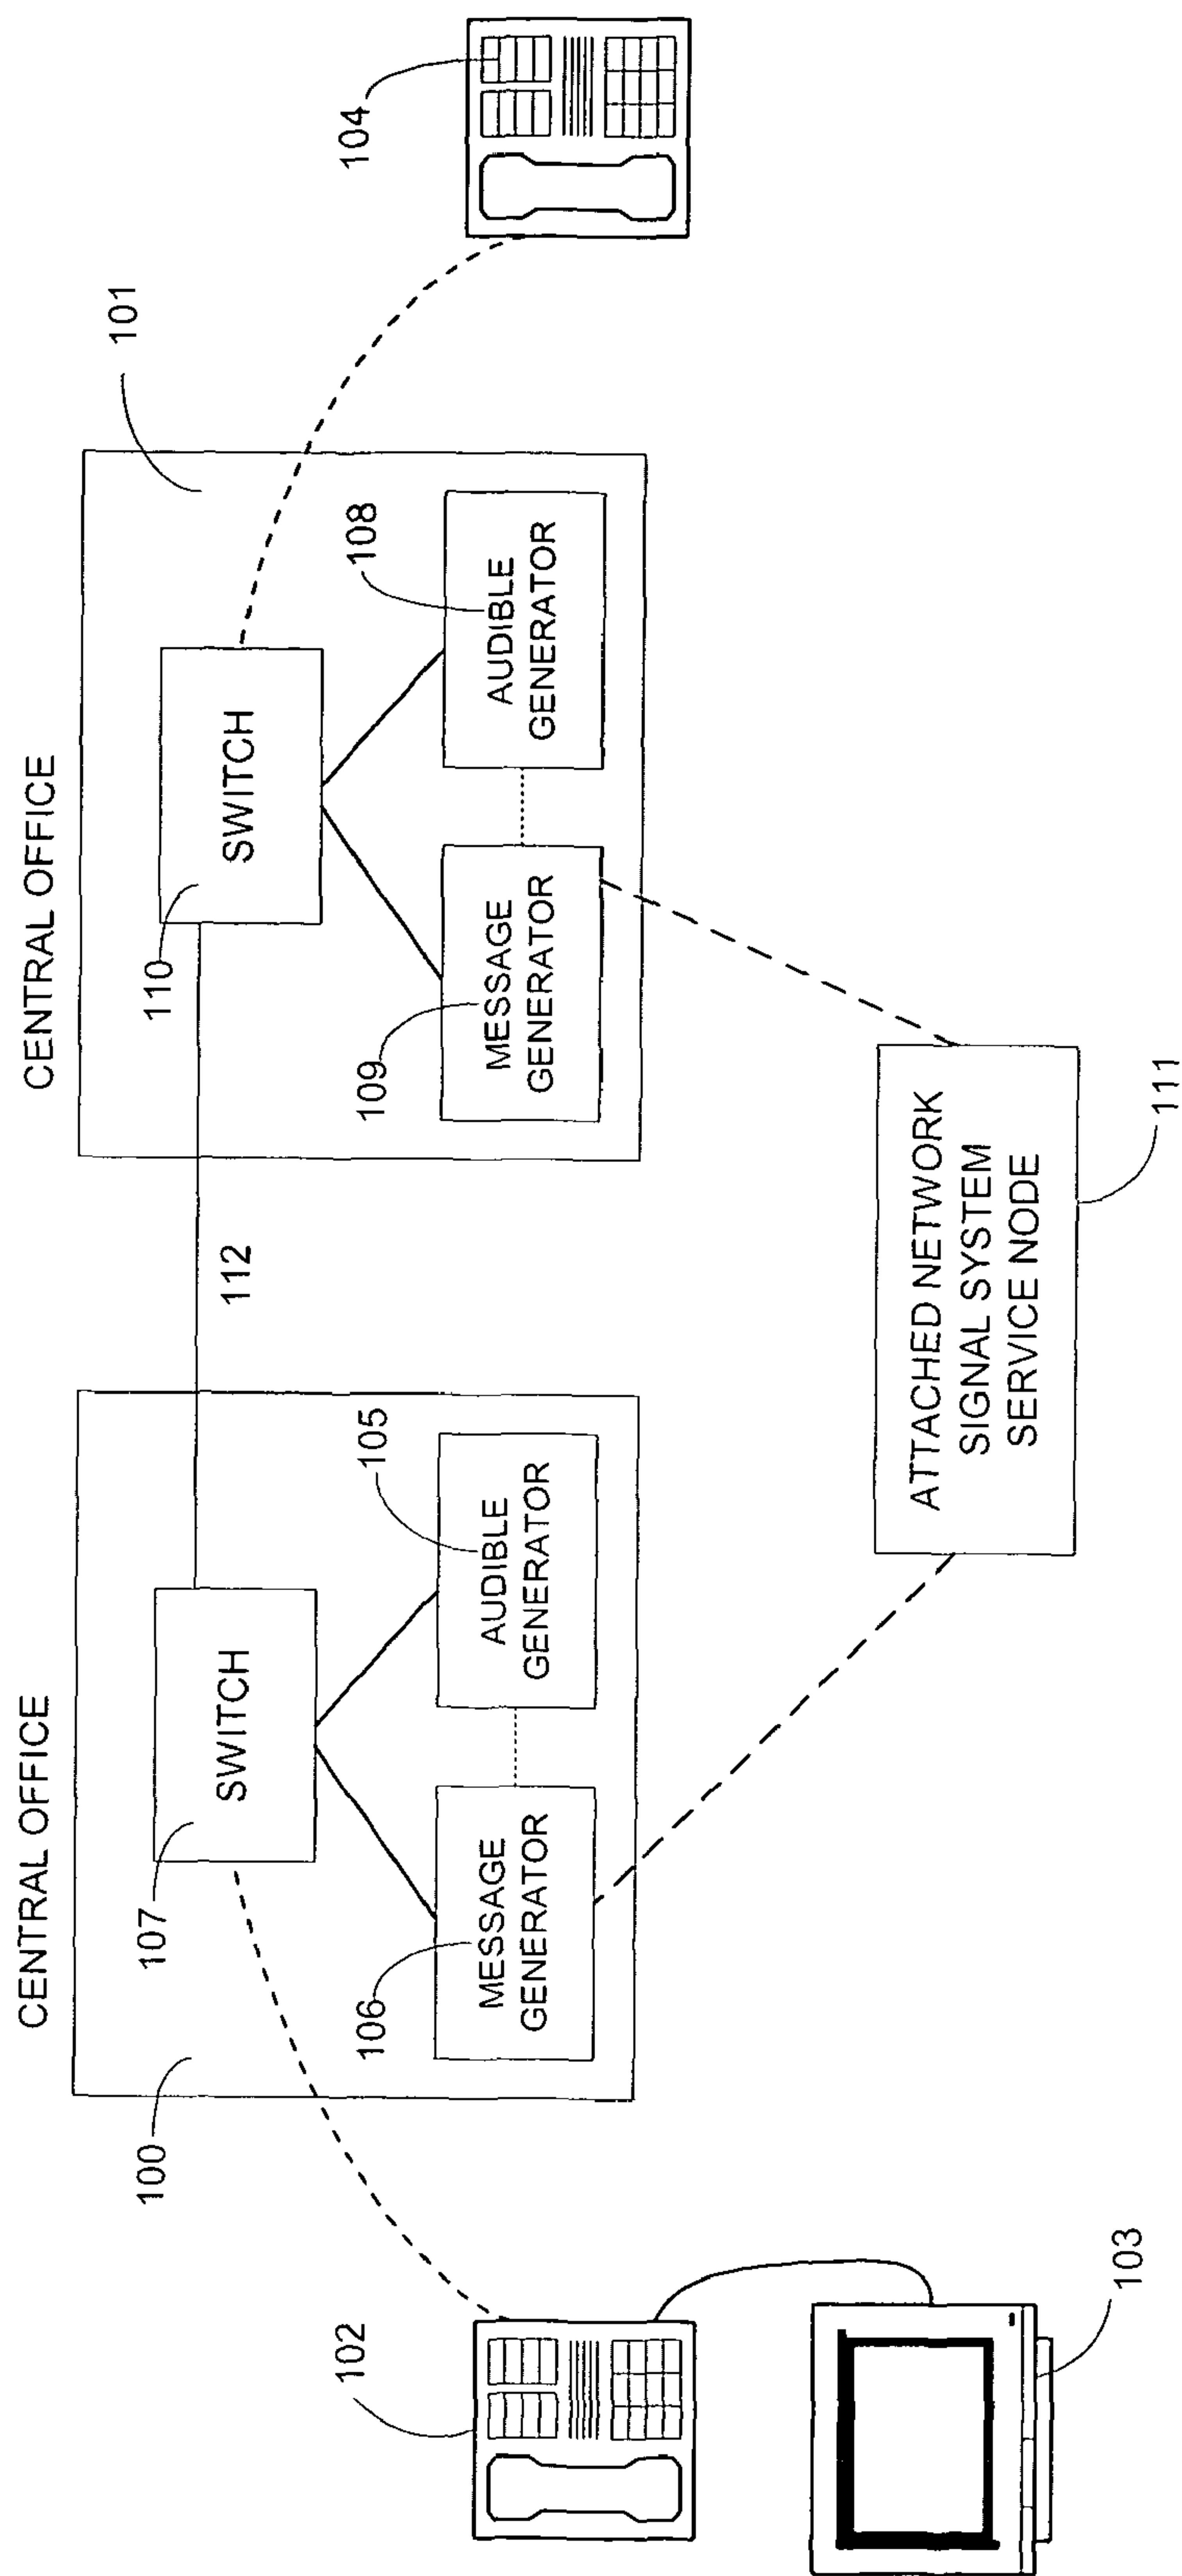 CENTRAL OFFICE
CENTRAL OFFICE
100
107
SWITCH
106
MESSAGE
GENERATOR
105
AUDIBLE
GENERATOR
112
101
110
SWITCH
109
MESSAGE
GENERATOR
108
AUDIBLE
GENERATOR
102
104
103
ATTACHED NETWORK
SIGNAL SYSTEM
SERVICE NODE
111